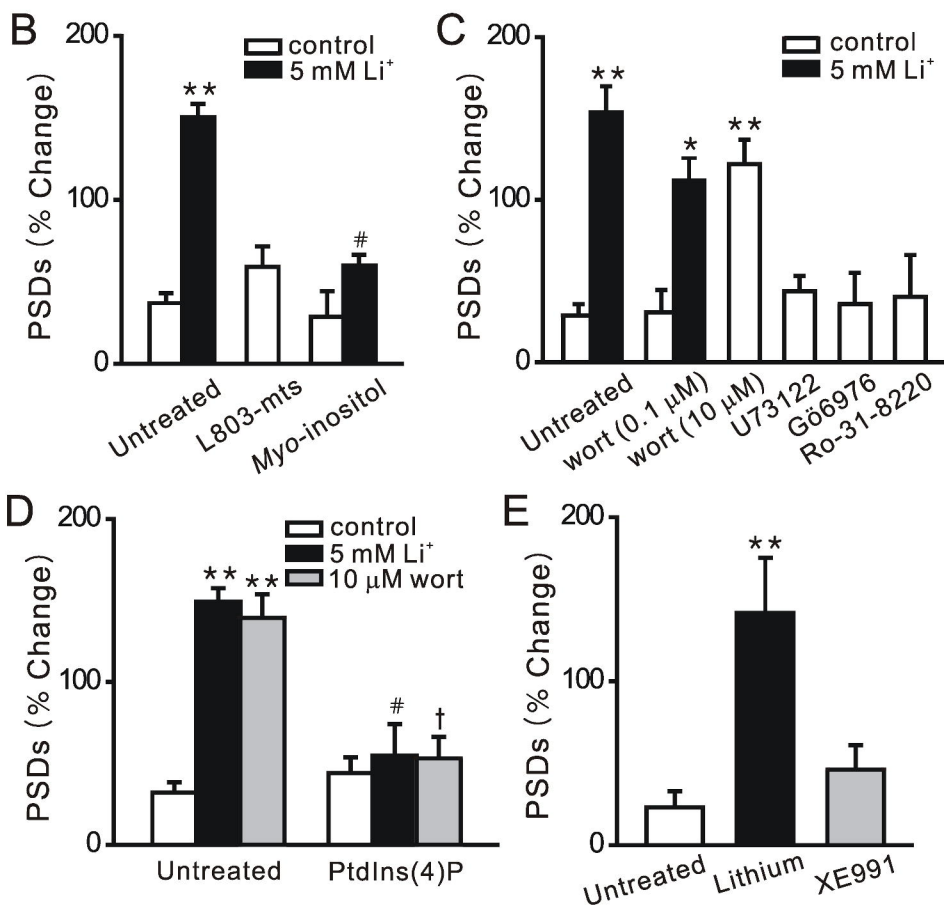 B
200
control
5 mM Li⁺
**
PSDs (% Change)
100
#
0
Untreated
L803-mts
Myo-inositol
C
200
control
5 mM Li⁺
**
*
**
PSDs (% Change)
100
0
Untreated
wort (0.1 μM)
wort (10 μM)
U73122
Gö6976
Ro-31-8220
D
200
control
5 mM Li⁺
10 μM wort
**
**
PSDs (% Change)
100
#
†
0
Untreated
PtdIns(4)P
E
200
**
PSDs (% Change)
100
0
Untreated
Lithium
XE991